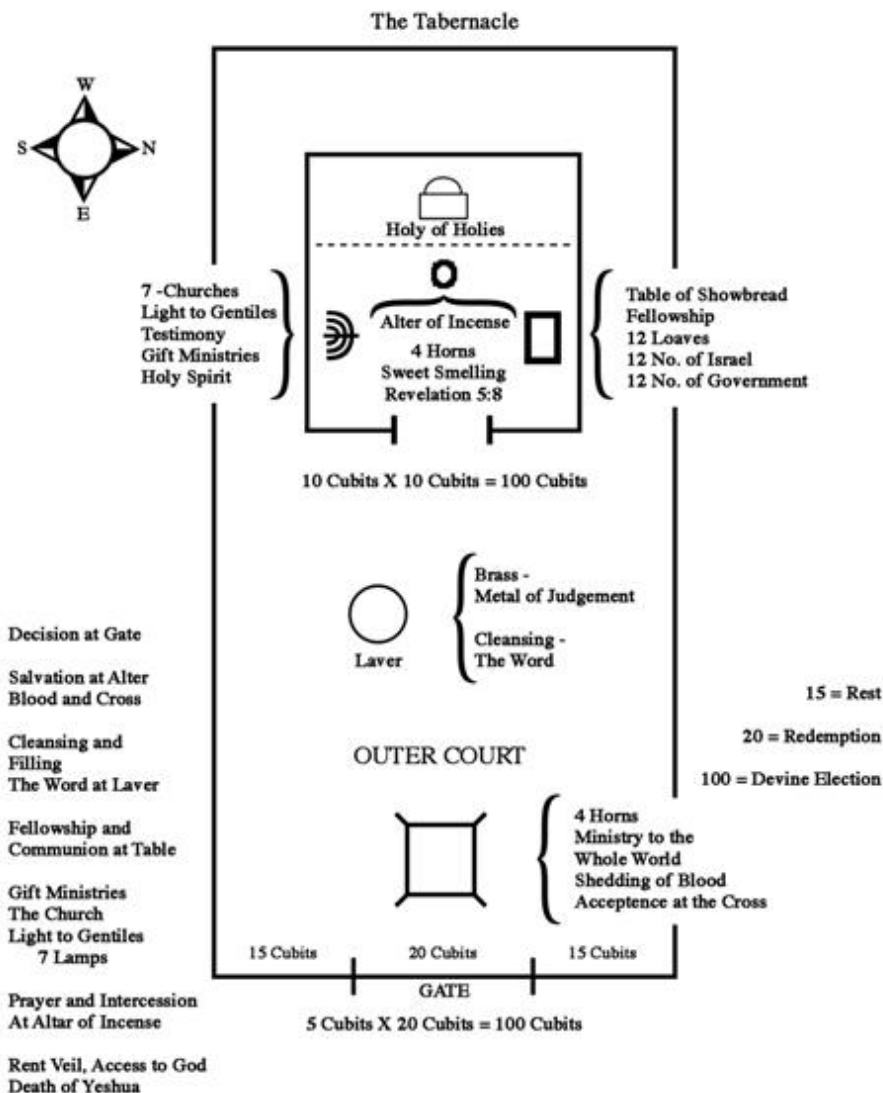 The Tabernacle
W
S
N
E
Holy of Holies
7 -Churches
Light to Gentiles
Testimony
Gift Ministries
Holy Spirit
Alter of Incense
4 Horns
Sweet Smelling
Revelation 5:8
Table of Showbread
Fellowship
12 Loaves
12 No. of Israel
12 No. of Government
10 Cubits X 10 Cubits = 100 Cubits
Brass -
Metal of Judgement
Cleansing -
The Word
Laver
Decision at Gate
Salvation at Alter
Blood and Cross
Cleansing and
Filling
The Word at Laver
Fellowship and
Communion at Table
Gift Ministries
The Church
Light to Gentiles
7 Lamps
Prayer and Intercession
At Altar of Incense
Rent Veil, Access to God
Death of Yeshua
OUTER COURT
15 = Rest
20 = Redemption
100 = Devine Election
4 Horns
Ministry to the
Whole World
Shedding of Blood
Acceptence at the Cross
15 Cubits
20 Cubits
15 Cubits
GATE
5 Cubits X 20 Cubits = 100 Cubits